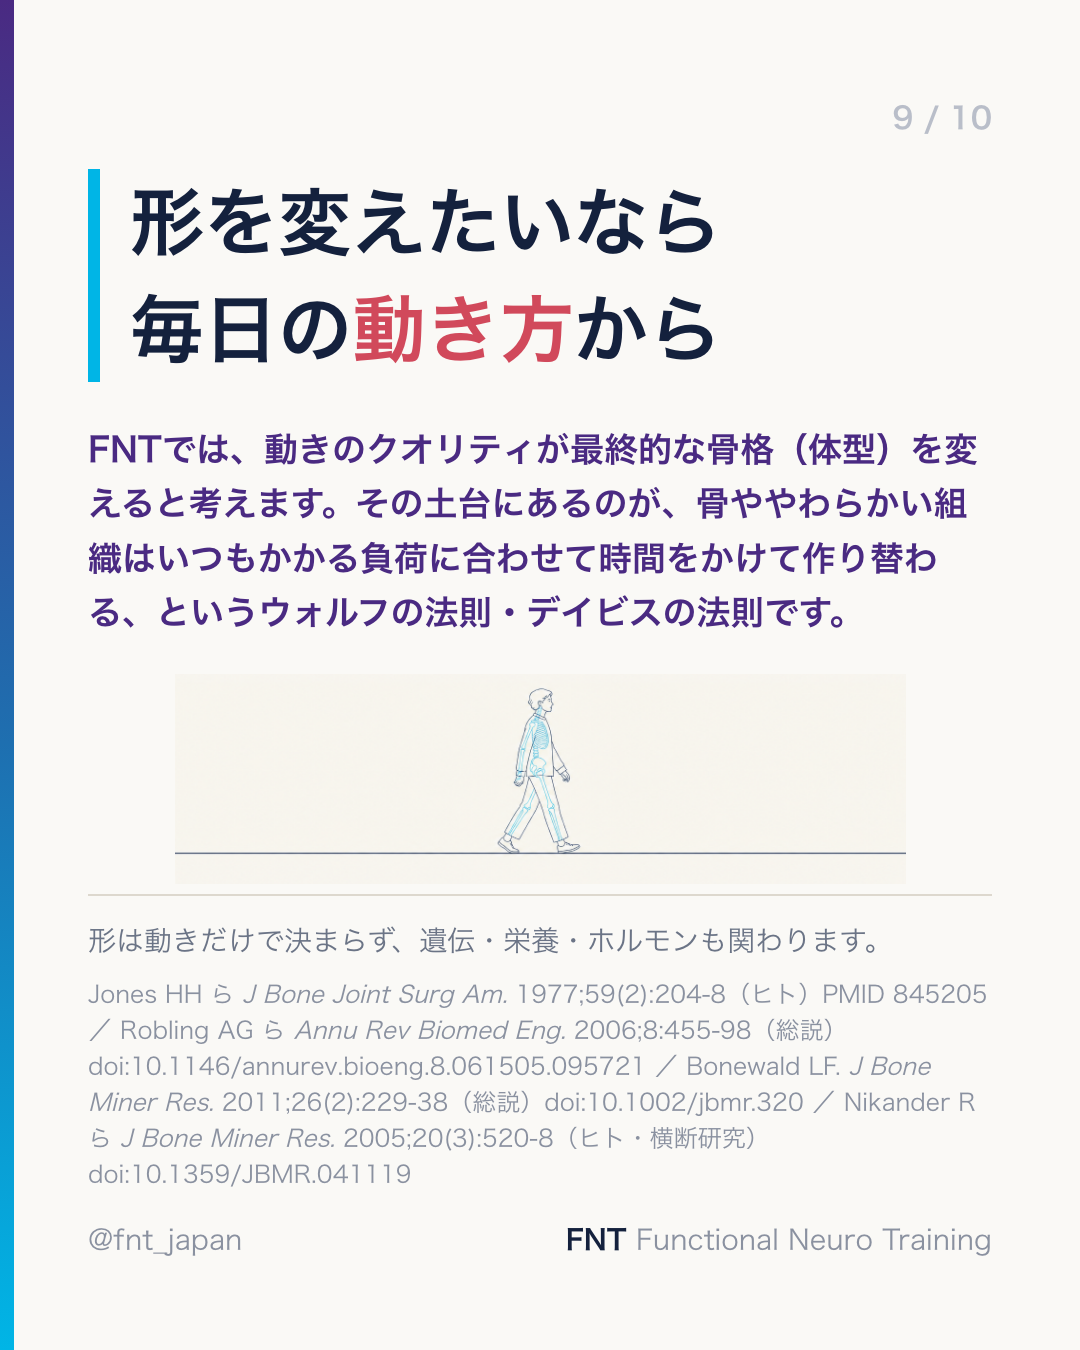 9 / 10
形を変えたいなら
毎日の動き方から
FNTでは、動きのクオリティが最終的な骨格（体型）を変
えると考えます。その土台にあるのが、骨ややわらかい組
織はいつもかかる負荷に合わせて時間をかけて作り替わ
る、というウォルフの法則・デイビスの法則です。
形は動きだけで決まらず、遺伝・栄養・ホルモンも関わります。
Jones HH ら J Bone Joint Surg Am. 1977;59(2):204-8（ヒト）PMID 845205
／ Robling AG ら Annu Rev Biomed Eng. 2006;8:455-98（総説）
doi:10.1146/annurev.bioeng.8.061505.095721 ／ Bonewald LF. J Bone
Miner Res. 2011;26(2):229-38（総説）doi:10.1002/jbmr.320 ／ Nikander R
ら J Bone Miner Res. 2005;20(3):520-8（ヒト・横断研究）
doi:10.1359/JBMR.041119
@fnt_japan
FNT Functional Neuro Training